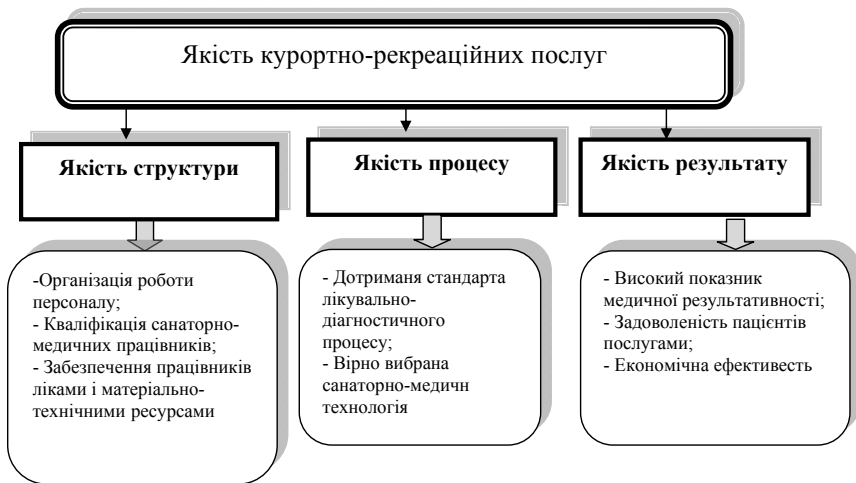 Якість курортно-рекреаційних послуг
Якість структури
Якість процесу
Якість результату
-Організація роботи
персоналу;
- Кваліфікація санаторно-
медичних працівників;
- Забезпечення працівників
ліками і матеріально-
технічними ресурсами
- Дотриманя стандарта
лікувально-
діагностичного
процесу;
- Вірно вибрана
санаторно-медичн
технологія
- Високий показник
медичної результативності;
- Задоволеність пацієнтів
послугами;
- Економічна ефективесть